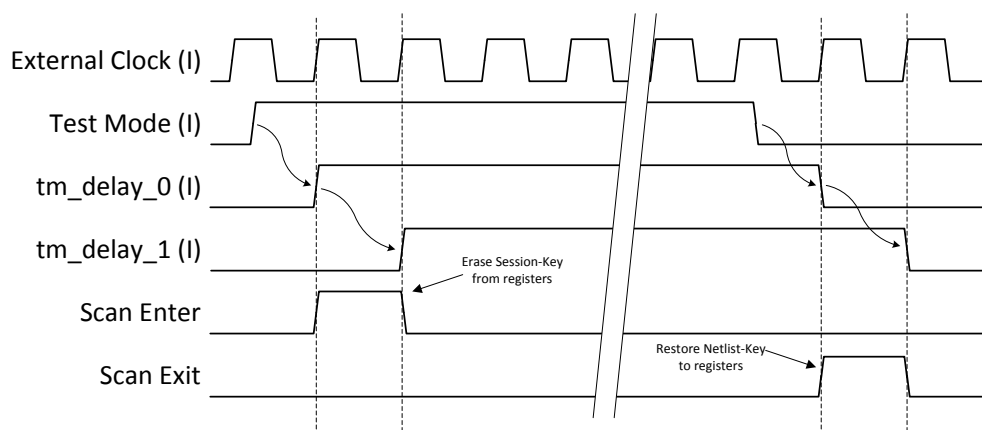 External Clock (I)
Test Mode (I)
tm_delay_0 (I)
tm_delay_1 (I)
Erase Session-Key
from registers
Scan Enter
Restore Netlist-Key
to registers
Scan Exit